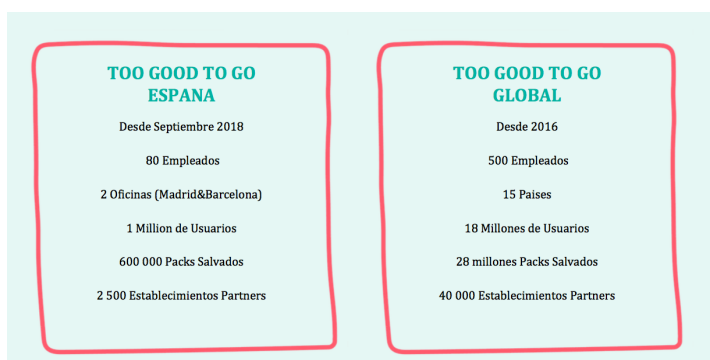 TOO GOOD TO GO
ESPANA
Desde Septiembre 2018
80 Empleados
2 Oficinas (Madrid&Barcelona)
1 Million de Usuarios
600 000 Packs Salvados
2 500 Establecimientos Partners
TOO GOOD TO GO
GLOBAL
Desde 2016
500 Empleados
15 Paises
18 Millones de Usuarios
28 millones Packs Salvados
40 000 Establecimientos Partners